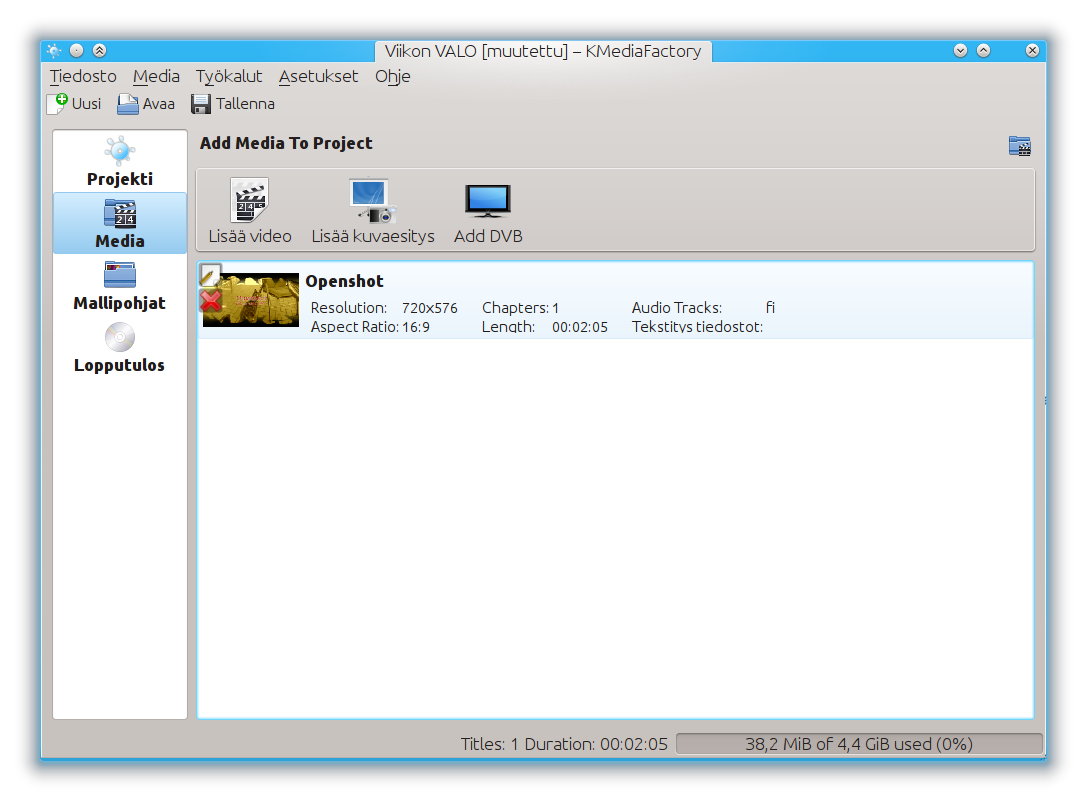 Viikon VALO [muutettu] – KMediaFactory
Tiedosto Media Työkalut Asetukset Ohje
Uusi Avaa Tallenna
Projekti
Media
Mallipohjat
Lopputulos
Add Media To Project
Lisää video Lisää kuvaesitys Add DVB
Openshot
Resolution: 720x576 Chapters: 1 Audio Tracks: fi
Aspect Ratio: 16:9 Length: 00:02:05 Tekstitys tiedostot:
Titles: 1 Duration: 00:02:05 38,2 MiB of 4,4 GiB used (0%)